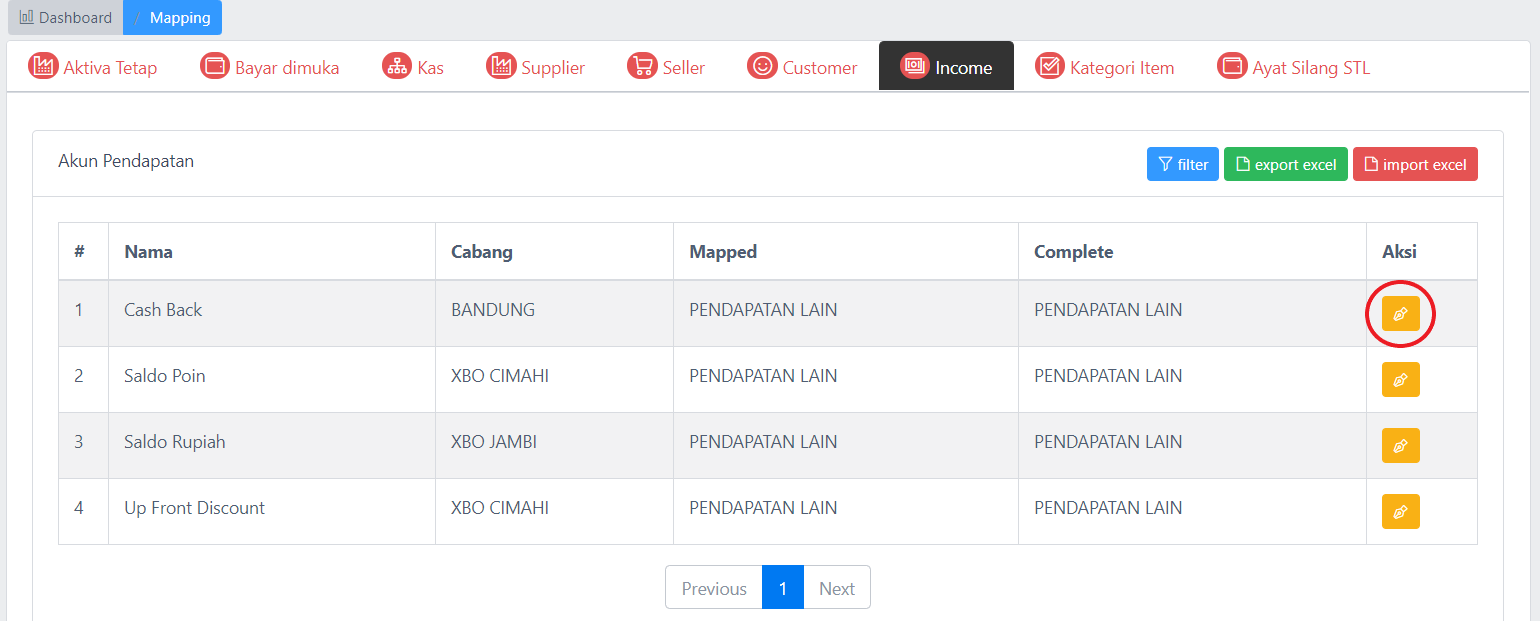 Dashboard / Mapping
Aktiva Tetap Bayar dimuka Kas Supplier Seller Customer Income Kategori Item Ayat Silang STL
Akun Pendapatan filter export excel import excel
# Nama Cabang Mapped Complete Aksi
1 Cash Back BANDUNG PENDAPATAN LAIN PENDAPATAN LAIN
2 Saldo Poin XBO CIMAHI PENDAPATAN LAIN PENDAPATAN LAIN
3 Saldo Rupiah XBO JAMBI PENDAPATAN LAIN PENDAPATAN LAIN
4 Up Front Discount XBO CIMAHI PENDAPATAN LAIN PENDAPATAN LAIN
Previous 1 Next